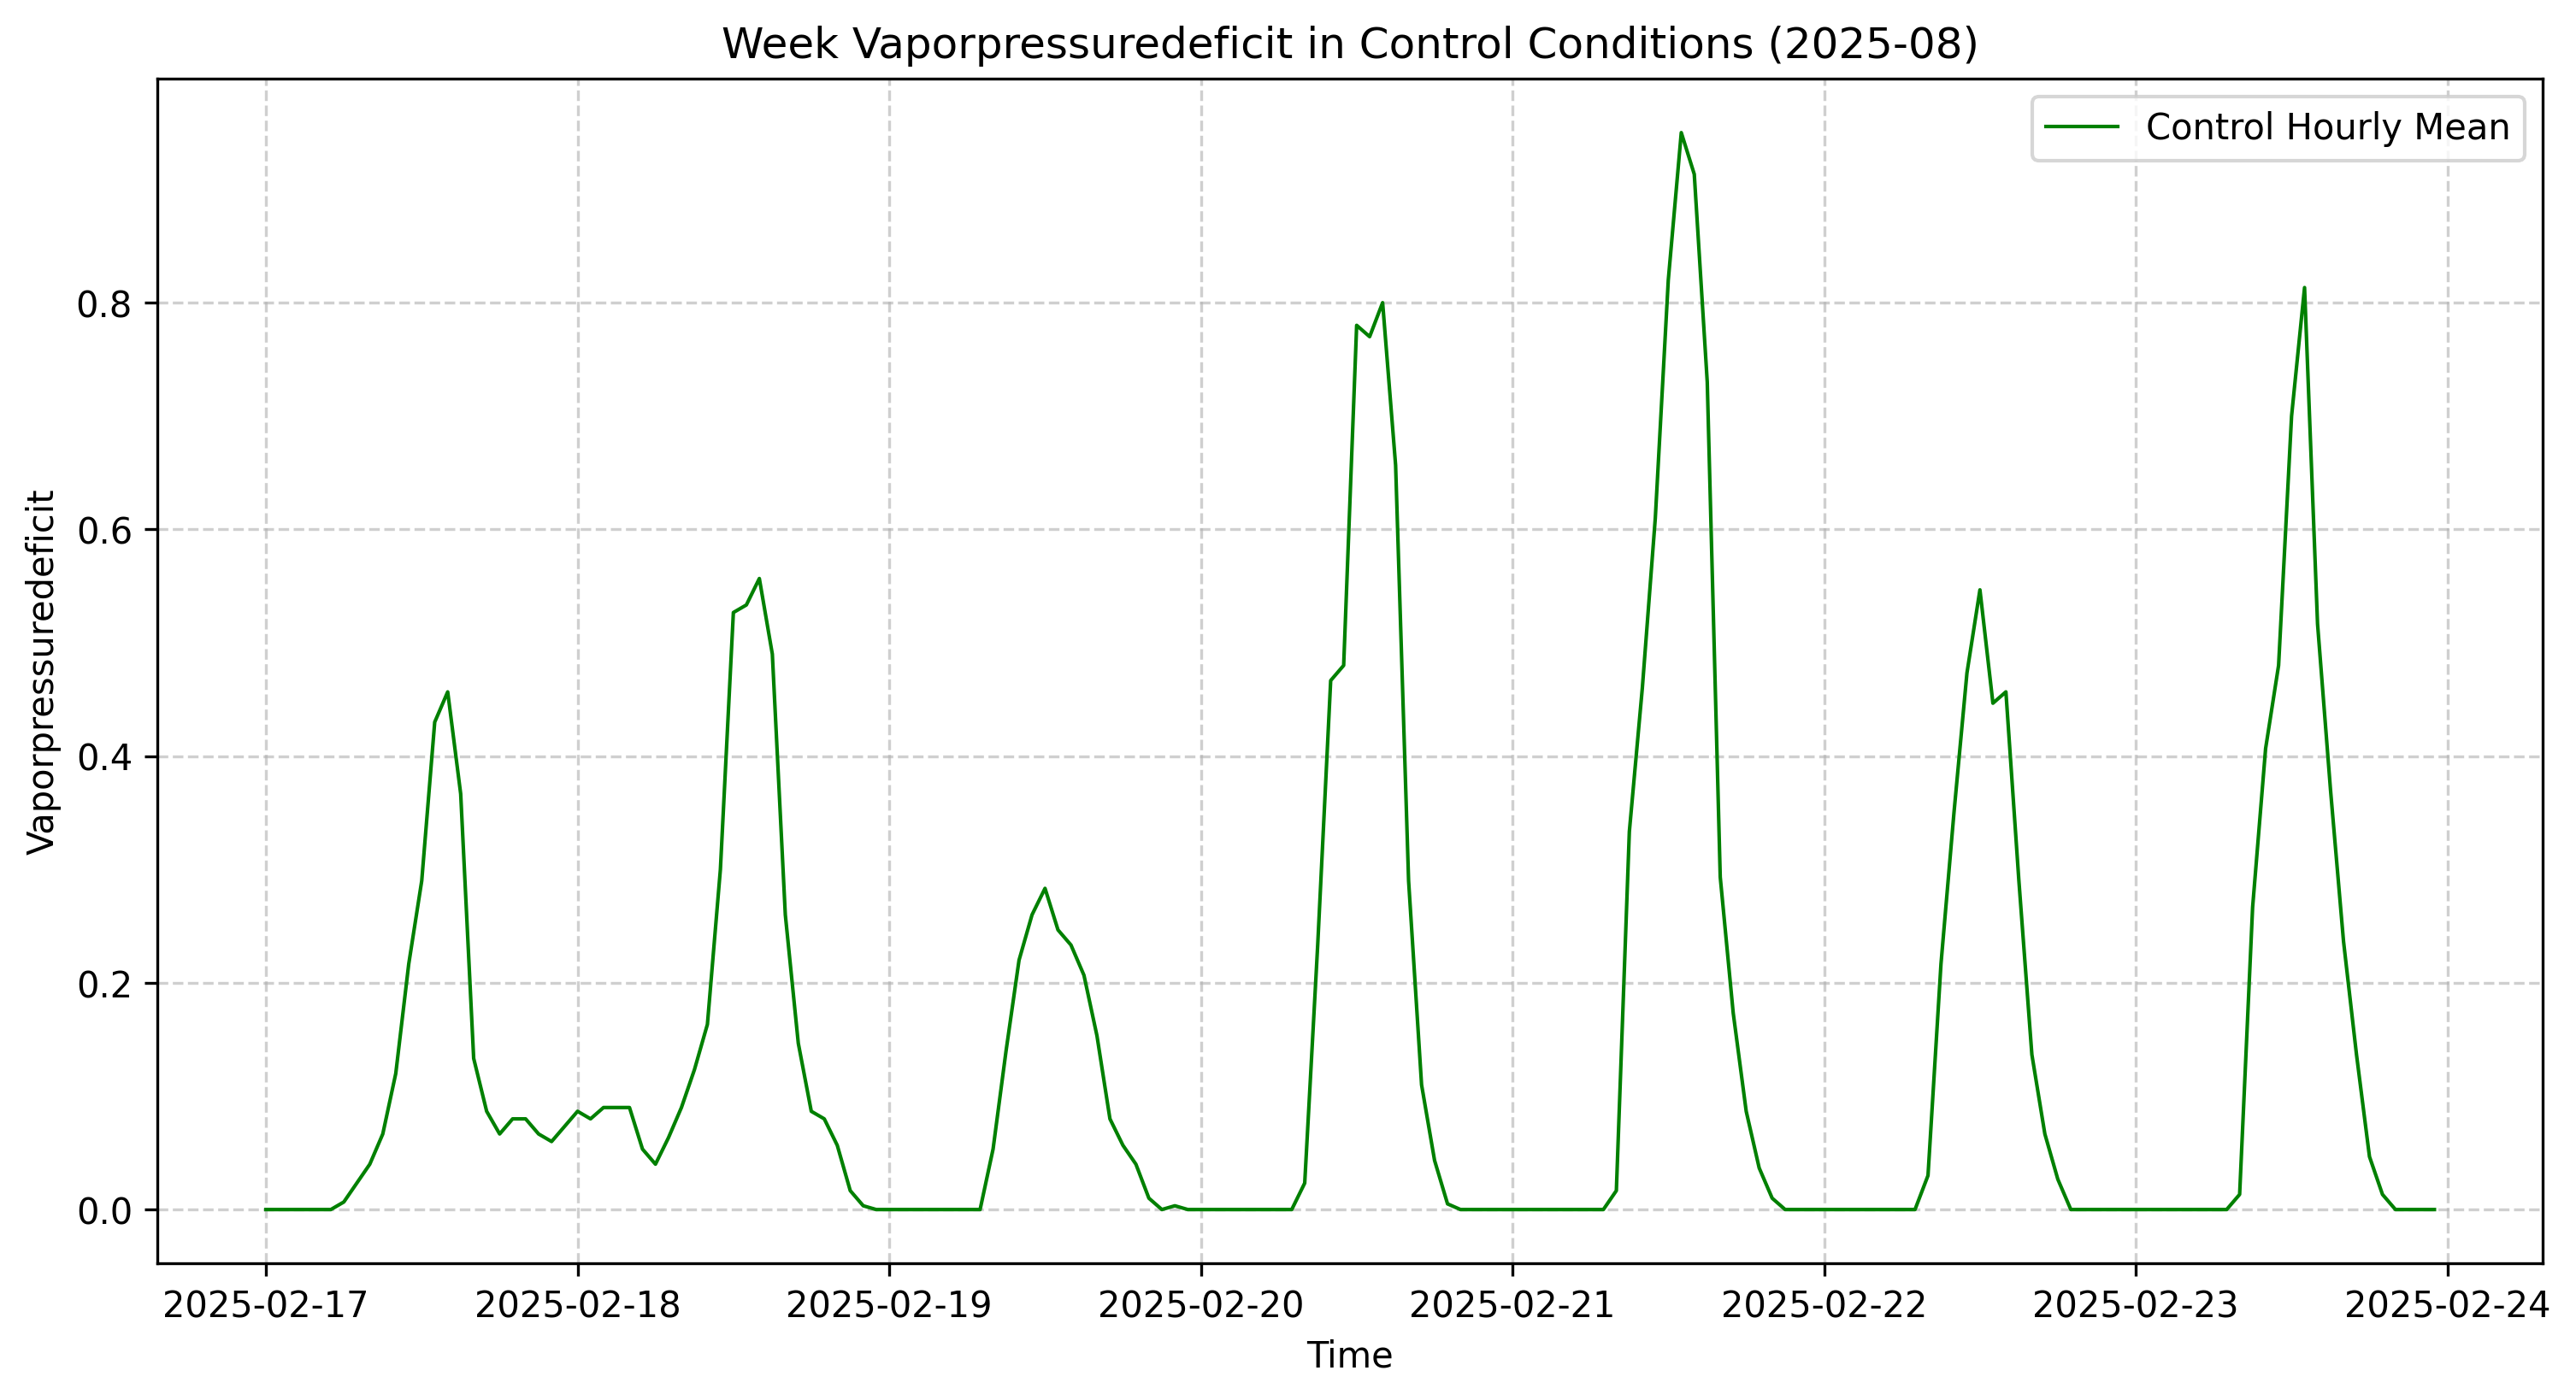 Week Vaporpressuredeficit in Control Conditions (2025-08)
Control Hourly Mean
Vaporpressuredeficit
0.8
0.6
0.4
0.2
0.0
2025-02-17 2025-02-18 2025-02-19 2025-02-20 2025-02-21 2025-02-22 2025-02-23 2025-02-24
Time